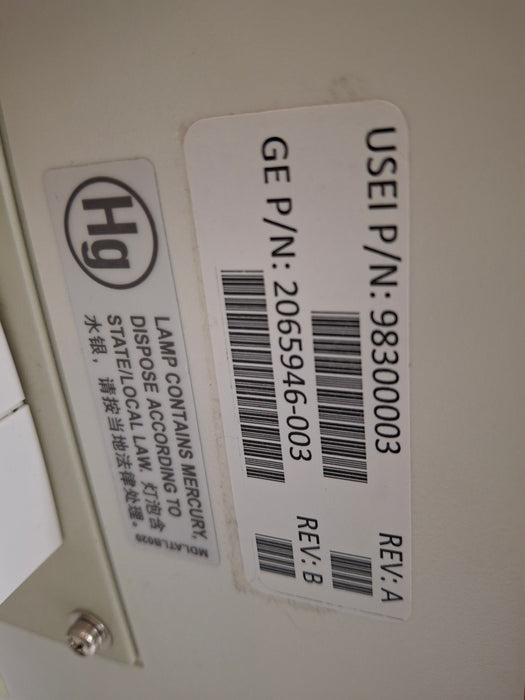 USEI P/N: 98300003 REV: A
GE P/N: 2065946-003 REV: B
Hg
LAMP CONTAINS MERCURY,
DISPOSE ACCORDING TO
STATE/LOCAL LAW. 灯泡含
水银，请按当地法律处理。
MDLATLB029